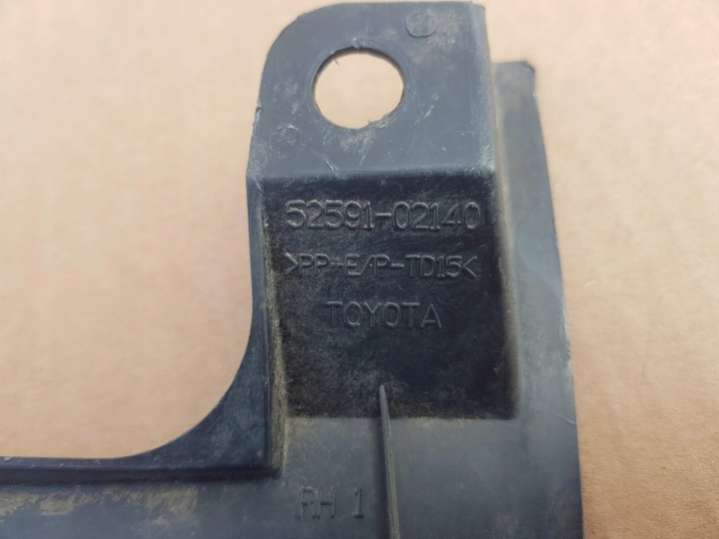 52591-02140
>PP+E/P-TD15<
TOYOTA
RH 1